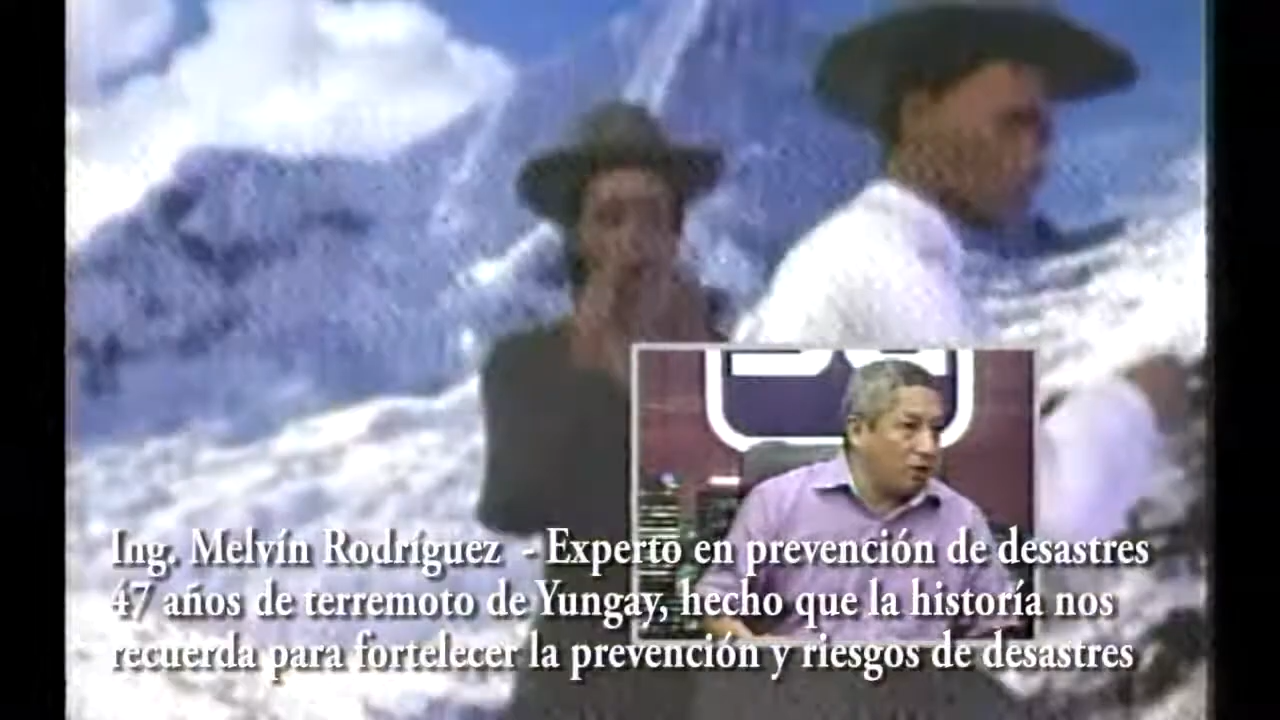 Ing. Melvín Rodríguez - Experto en prevención de desastres
47 años de terremoto de Yungay, hecho que la historía nos
recuerda para fortelecer la prevención y riesgos de desastres